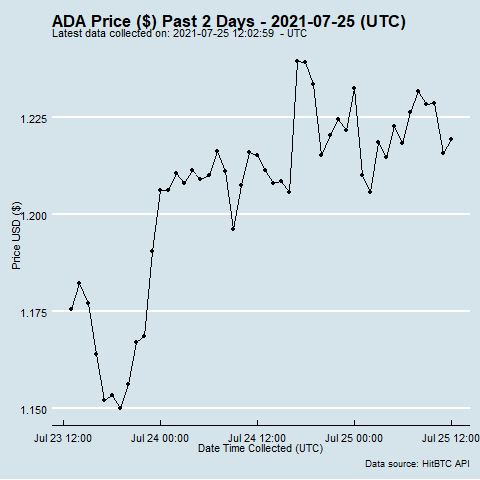 ADA Price ($) Past 2 Days - 2021-07-25 (UTC)
Latest data collected on: 2021-07-25 12:02:59 - UTC
1.225
1.200
1.175
1.150
Price USD ($)
Jul 23 12:00 Jul 24 00:00 Jul 24 12:00 Jul 25 00:00 Jul 25 12:00
Date Time Collected (UTC)
Data source: HitBTC API